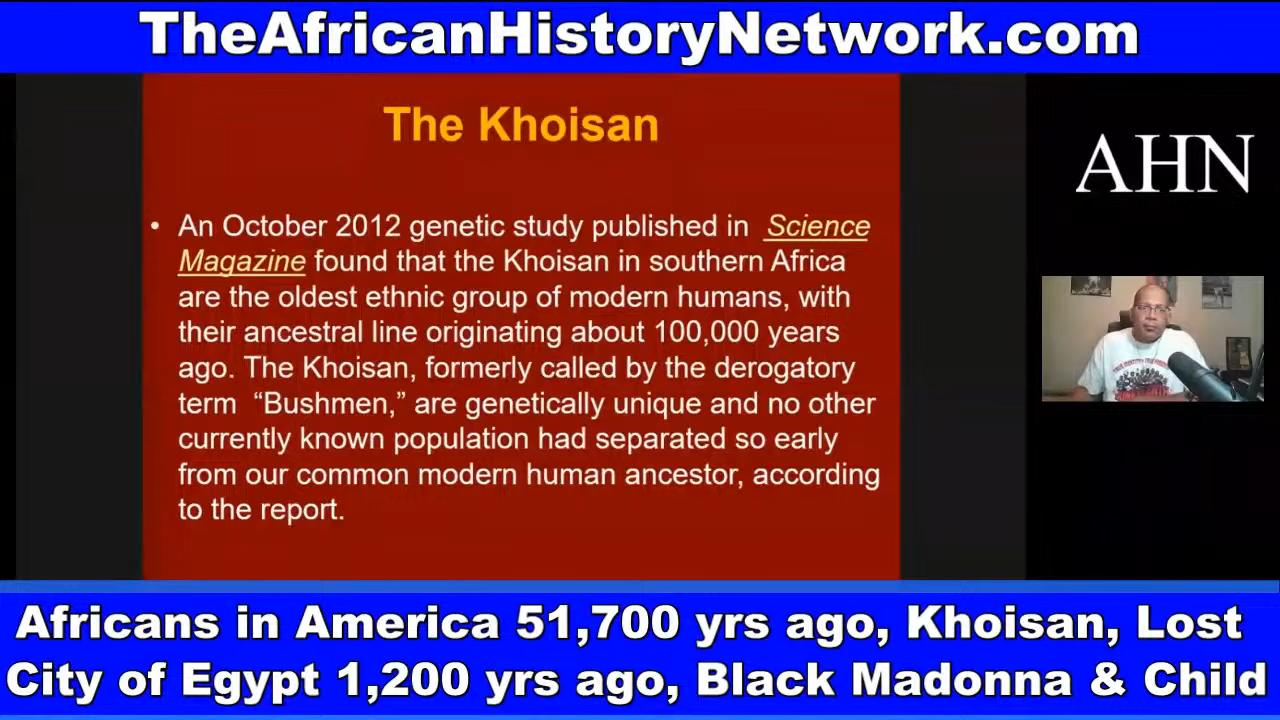 TheAfricanHistoryNetwork.com
The Khoisan
AHN
• An October 2012 genetic study published in Science
Magazine found that the Khoisan in southern Africa
are the oldest ethnic group of modern humans, with
their ancestral line originating about 100,000 years
ago. The Khoisan, formerly called by the derogatory
term “Bushmen,” are genetically unique and no other
currently known population had separated so early
from our common modern human ancestor, according
to the report.
Africans in America 51,700 yrs ago, Khoisan, Lost
City of Egypt 1,200 yrs ago, Black Madonna & Child